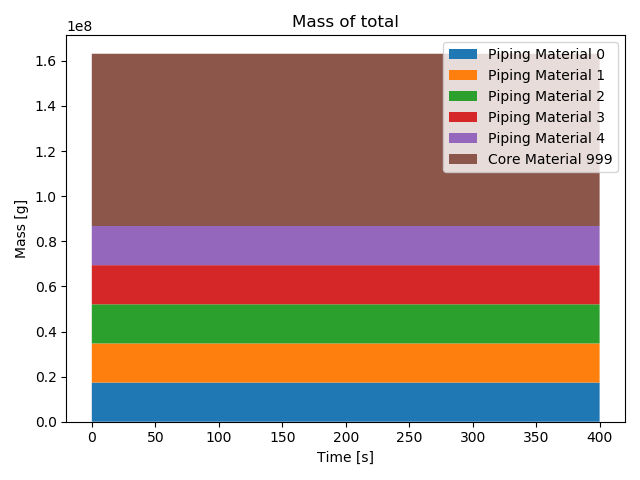 Mass of total
1e8
1.6
1.4
1.2
1.0
0.8
0.6
0.4
0.2
0.0
Mass [g]
Piping Material 0
Piping Material 1
Piping Material 2
Piping Material 3
Piping Material 4
Core Material 999
0 50 100 150 200 250 300 350 400
Time [s]